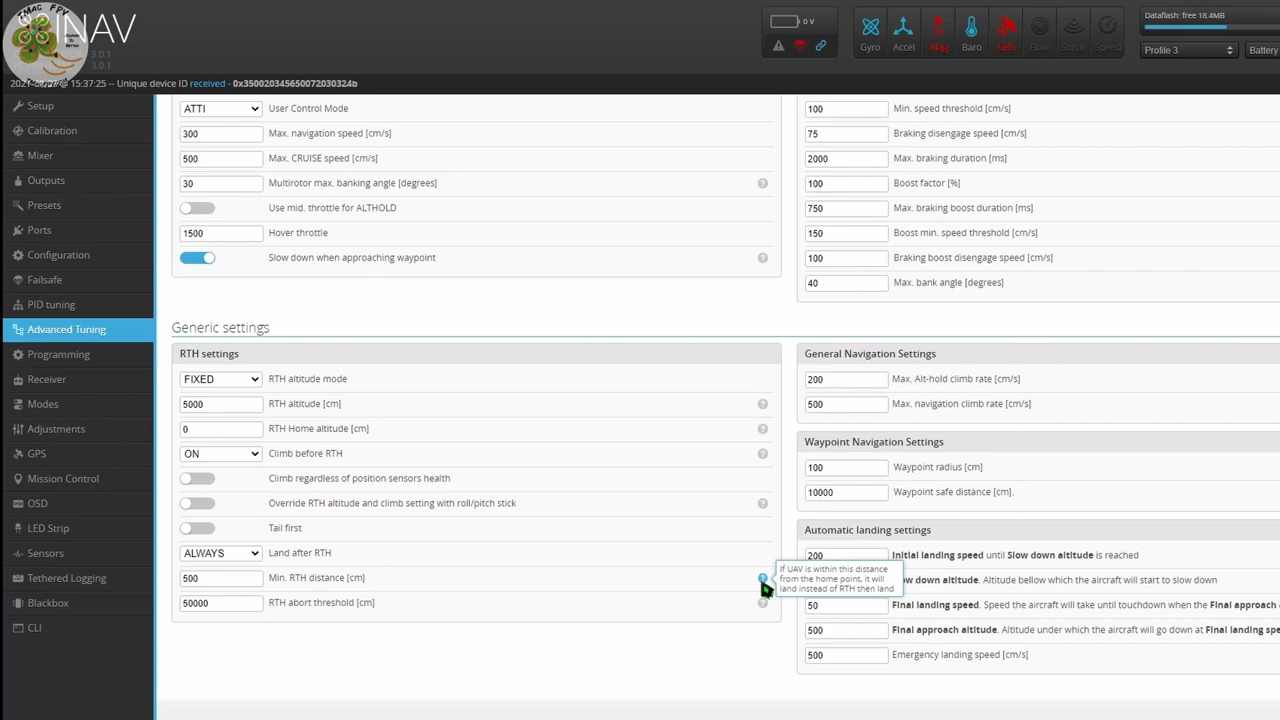 TMAC FPV
INAV
3.0.1
3.0.1
0 V
Gyro
Accel
Mag
Baro
GPS
Flow
Sonar
Speed
Dataflash: free 18.4MB
Profile 3
Battery
@ 15:37:25 -- Unique device ID received - 0x350020345650072030324b
Setup
Calibration
Mixer
Outputs
Presets
Ports
Configuration
Failsafe
PID tuning
Advanced Tuning
Programming
Receiver
Modes
Adjustments
GPS
Mission Control
OSD
LED Strip
Sensors
Tethered Logging
Blackbox
CLI
ATTI User Control Mode
300 Max. navigation speed [cm/s]
500 Max. CRUISE speed [cm/s]
30 Multirotor max. banking angle [degrees] ?
Use mid. throttle for ALTHOLD
1500 Hover throttle
Slow down when approaching waypoint ?
100 Min. speed threshold [cm/s]
75 Braking disengage speed [cm/s]
2000 Max. braking duration [ms]
100 Boost factor [%]
750 Max. braking boost duration [ms]
150 Boost min. speed threshold [cm/s]
100 Braking boost disengage speed [cm/s]
40 Max. bank angle [degrees]
Generic settings
RTH settings
FIXED RTH altitude mode
5000 RTH altitude [cm] ?
0 RTH Home altitude [cm] ?
ON Climb before RTH ?
Climb regardless of position sensors health
Override RTH altitude and climb setting with roll/pitch stick ?
Tail first
ALWAYS Land after RTH
500 Min. RTH distance [cm] ?
50000 RTH abort threshold [cm] ?
If UAV is within this distance
from the home point, it will
land instead of RTH then land
General Navigation Settings
200 Max. Alt-hold climb rate [cm/s]
500 Max. navigation climb rate [cm/s]
Waypoint Navigation Settings
100 Waypoint radius [cm]
10000 Waypoint safe distance [cm].
Automatic landing settings
200 Initial landing speed until Slow down altitude is reached
down altitude. Altitude bellow which the aircraft will start to slow down
50 Final landing speed. Speed the aircraft will take until touchdown when the Final approach
500 Final approach altitude. Altitude under which the aircraft will go down at Final landing
500 Emergency landing speed [cm/s]